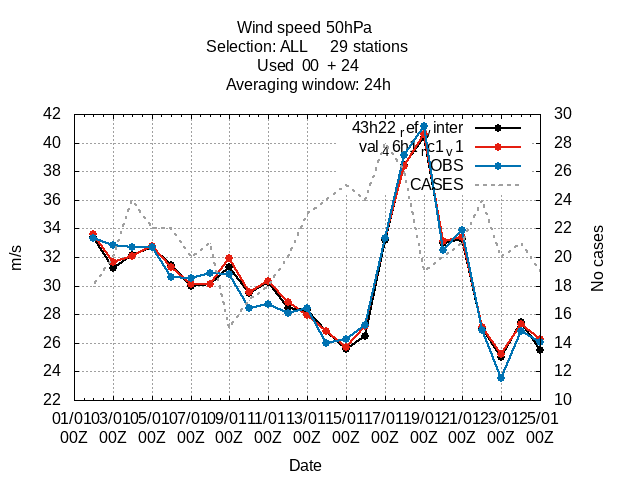 Wind speed 50hPa
Selection: ALL 29 stations
Used 00 + 24
Averaging window: 24h
43h22
OBS
CASES
42
40
38
36
34
32
30
28
26
24
22
30
28
26
24
22
20
18
16
14
12
10
m/s
No cases
01/01 03/01 05/01 07/01 09/01 11/01 13/01 15/01 17/01 19/01 21/01 23/01 25/01
00Z 00Z 00Z 00Z 00Z 00Z 00Z 00Z 00Z 00Z 00Z 00Z 00Z
Date